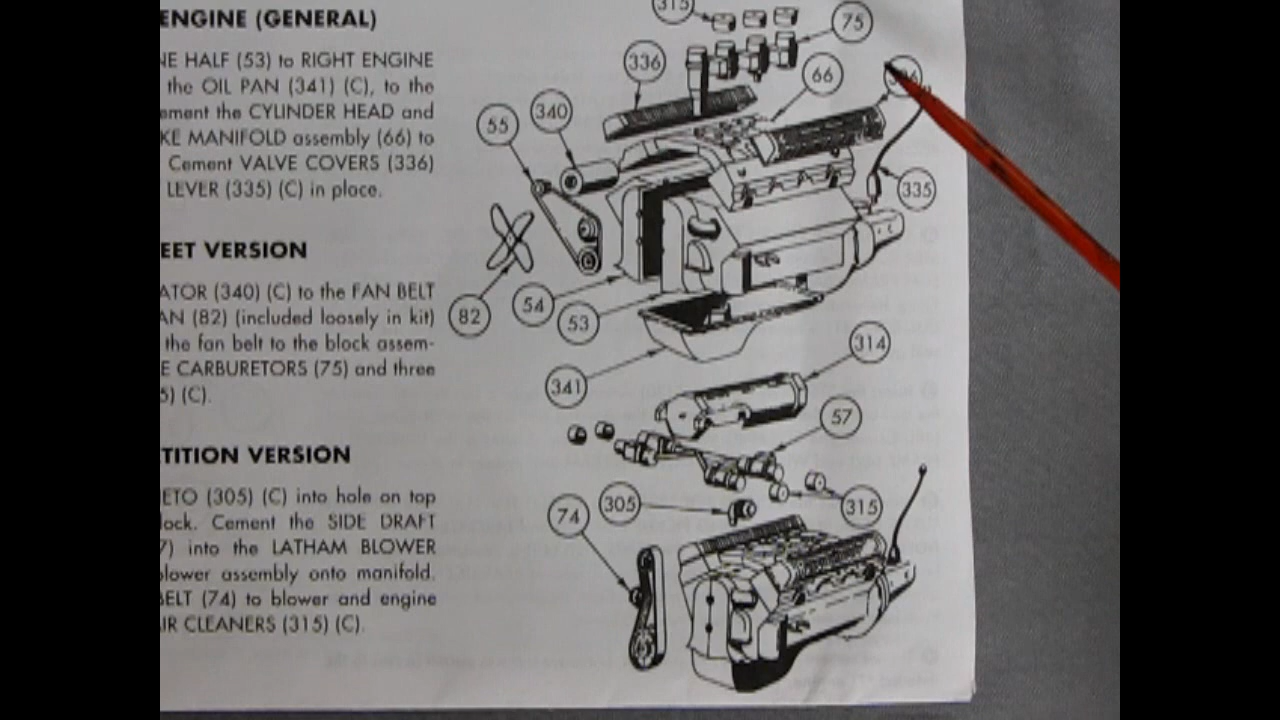 ENGINE (GENERAL)
NE HALF (53) to RIGHT ENGINE
the OIL PAN (341) (C), to the
ement the CYLINDER HEAD and
KE MANIFOLD assembly (66) to
Cement VALVE COVERS (336)
LEVER (335) (C) in place.
EET VERSION
ATOR (340) (C) to the FAN BELT
AN (82) (included loosely in kit)
the fan belt to the block assem-
E CARBURETORS (75) and three
5) (C).
TITION VERSION
ETO (305) (C) into hole on top
lock. Cement the SIDE DRAFT
7) into the LATHAM BLOWER
blower assembly onto manifold.
BELT (74) to blower and engine
IR CLEANERS (315) (C).
315
75
336
66
340
55
335
82
54
53
341
314
57
305
315
74